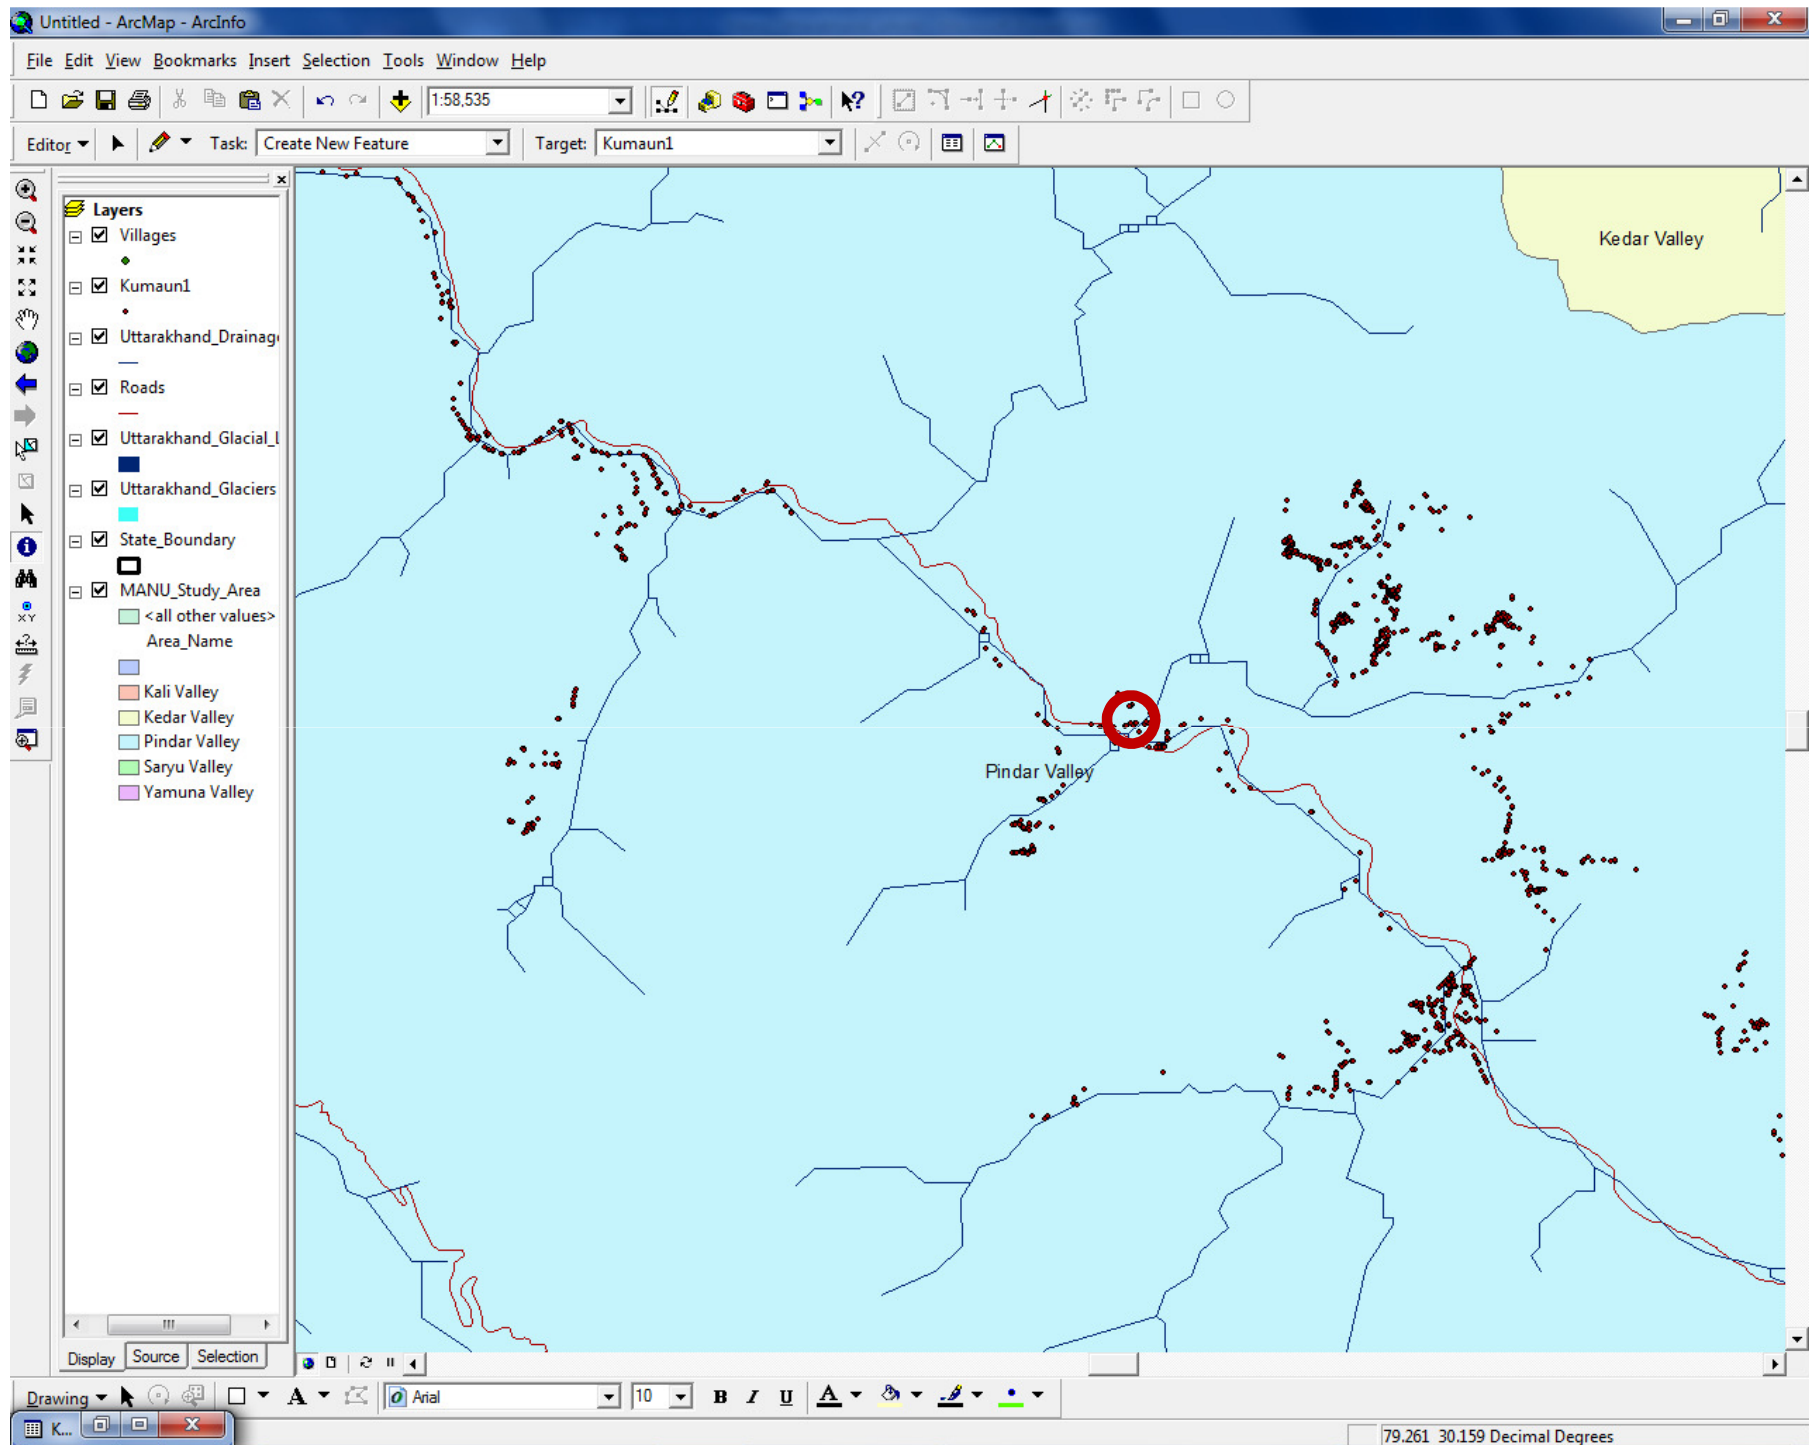 Untitled - ArcMap - ArcInfo
File Edit View Bookmarks Insert Selection Tools Window Help
1:58,535
Editor Task: Create New Feature Target: Kumaun1
Layers
Villages
Kumaun1
Uttarakhand_Drainag
Roads
Uttarakhand_Glacial_L
Uttarakhand_Glaciers
State_Boundary
MANU_Study_Area
<all other values>
Area_Name
Kali Valley
Kedar Valley
Pindar Valley
Saryu Valley
Yamuna Valley
Kedar Valley
Pindar Valley
Display Source Selection
Drawing A Arial 10 B I U A
K...
79.261 30.159 Decimal Degrees